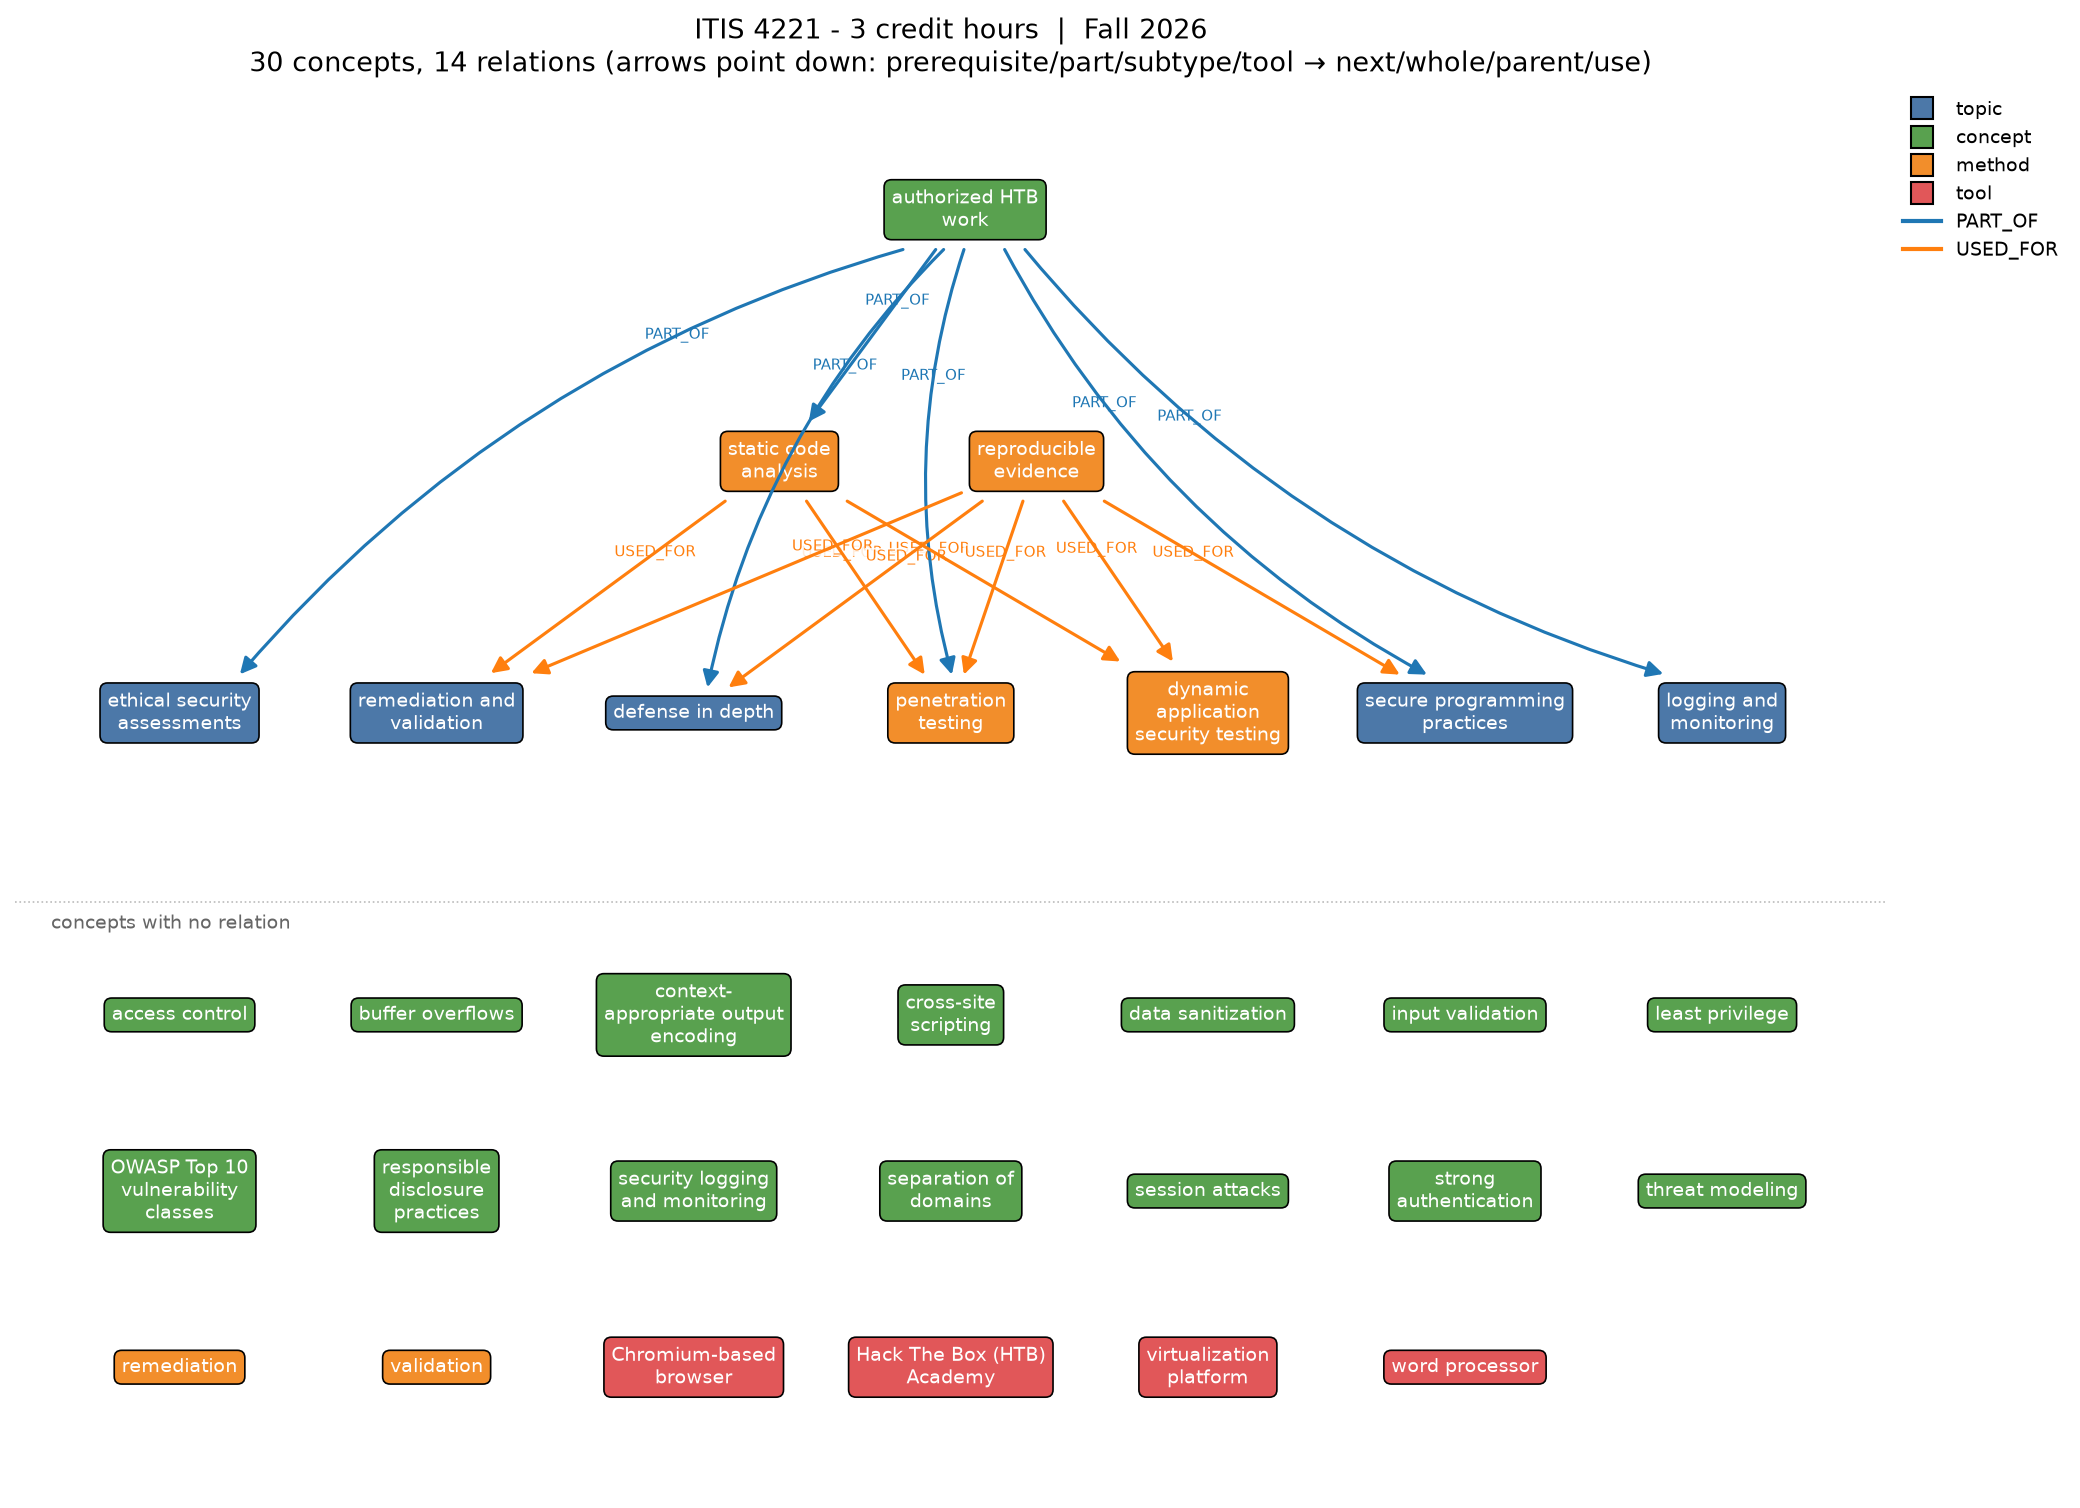 ITIS 4221 - 3 credit hours  |  Fall 2026
30 concepts, 14 relations (arrows point down: prerequisite/part/subtype/tool → next/whole/parent/use)
topic
concept
method
tool
PART_OF
USED_FOR
authorized HTB
work
PART_OF
PART_OF
PART_OF
PART_OF
PART_OF
PART_OF
static code
analysis
reproducible
evidence
USED_FOR
USED_FOR
USED_FOR
USED_FOR
USED_FOR
USED_FOR
USED_FOR
ethical security
assessments
remediation and
validation
defense in depth
penetration
testing
dynamic
application
security testing
secure programming
practices
logging and
monitoring
concepts with no relation
access control
buffer overflows
context-
appropriate output
encoding
cross-site
scripting
data sanitization
input validation
least privilege
OWASP Top 10
vulnerability
classes
responsible
disclosure
practices
security logging
and monitoring
separation of
domains
session attacks
strong
authentication
threat modeling
remediation
validation
Chromium-based
browser
Hack The Box (HTB)
Academy
virtualization
platform
word processor